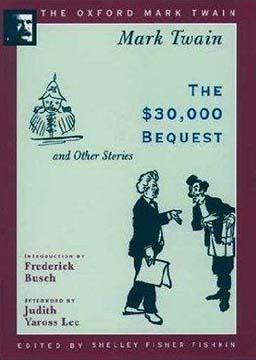 THE OXFORD MARK TWAIN
Mark Twain
THE
$30,000
BEQUEST
and Other Stories
INTRODUCTION BY
Frederick
Busch
AFTERWORD BY
Judith
Yaross Lee
EDITED BY SHELLEY FISHER FISHKIN